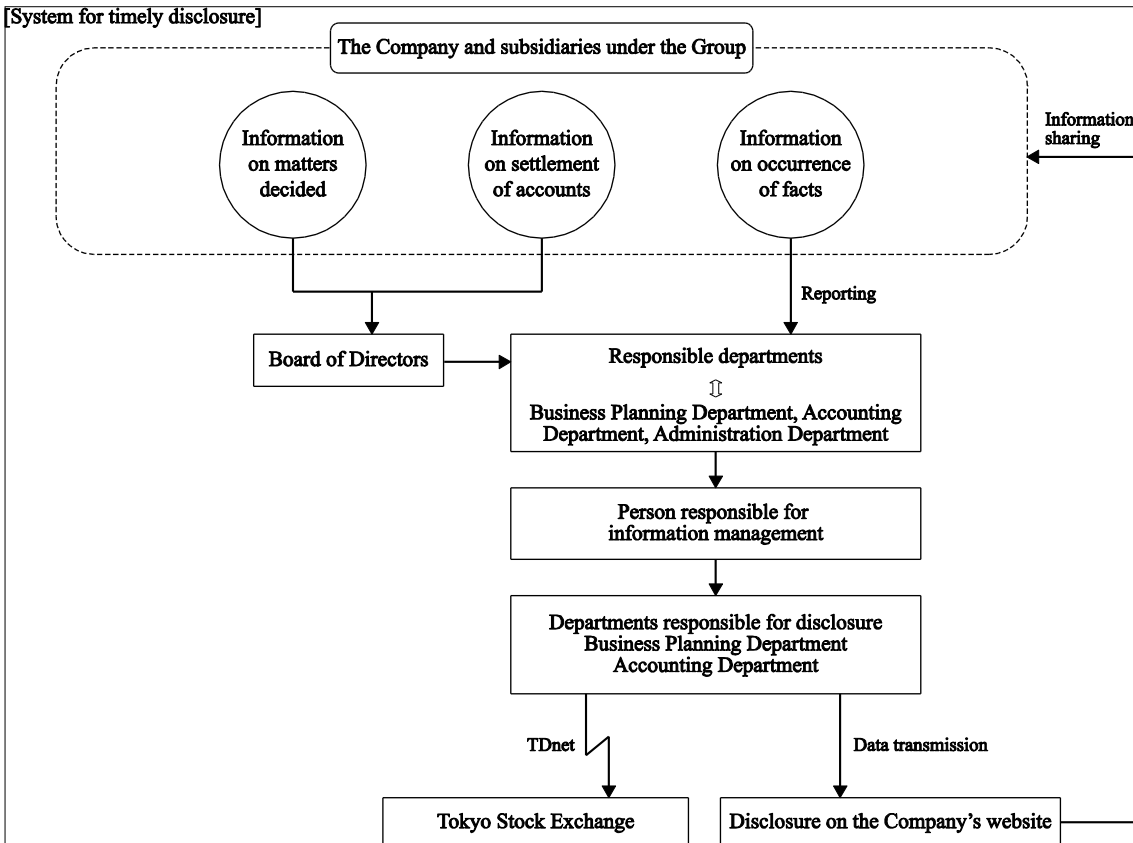 [System for timely disclosure]
The Company and subsidiaries under the Group
Information
on matters
decided
Information
on settlement
of accounts
Information
on occurrence
of facts
Information
sharing
Reporting
Board of Directors
Responsible departments
Business Planning Department, Accounting
Department, Administration Department
Person responsible for
information management
Departments responsible for disclosure
Business Planning Department
Accounting Department
TDnet
Data transmission
Tokyo Stock Exchange
Disclosure on the Company's website